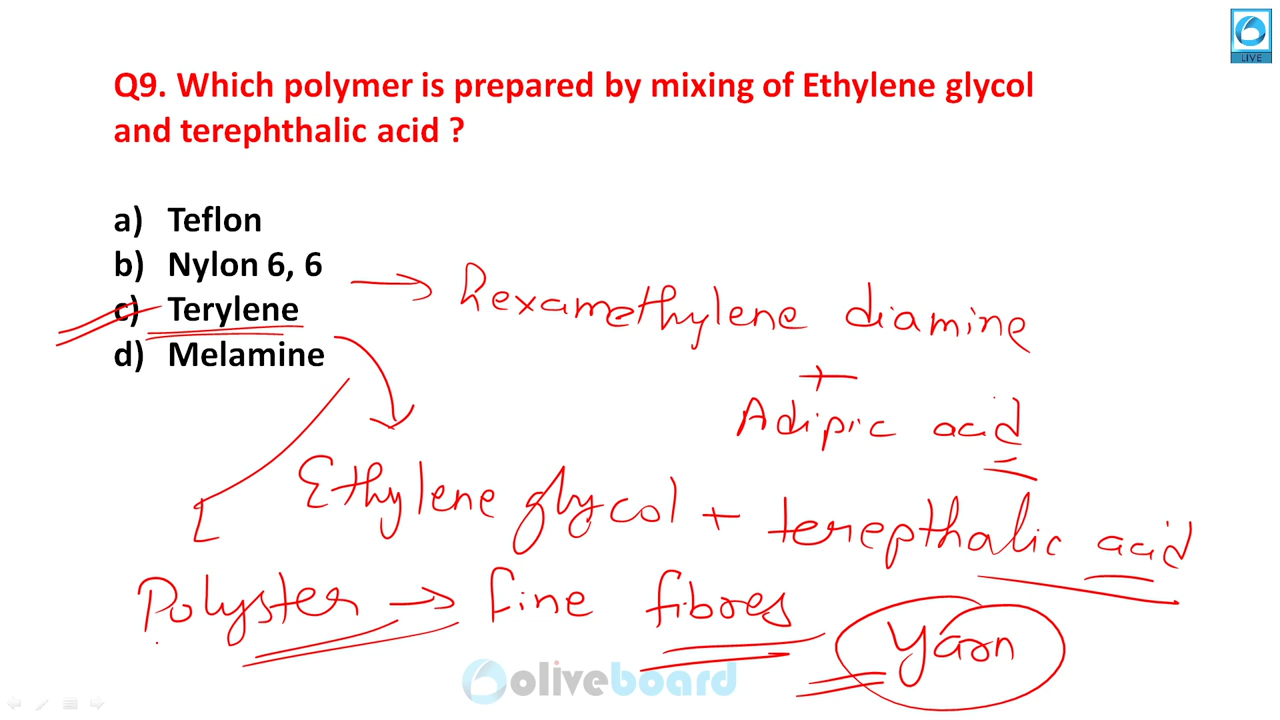 LIVE
Q9. Which polymer is prepared by mixing of Ethylene glycol
and terephthalic acid ?
a) Teflon
b) Nylon 6, 6
c) Terylene
d) Melamine
→ Hexamethylene diamine
+
Adipic acid
Ethylene glycol + terepthalic acid
Polyster → fine fibres
Yarn
oliveboard